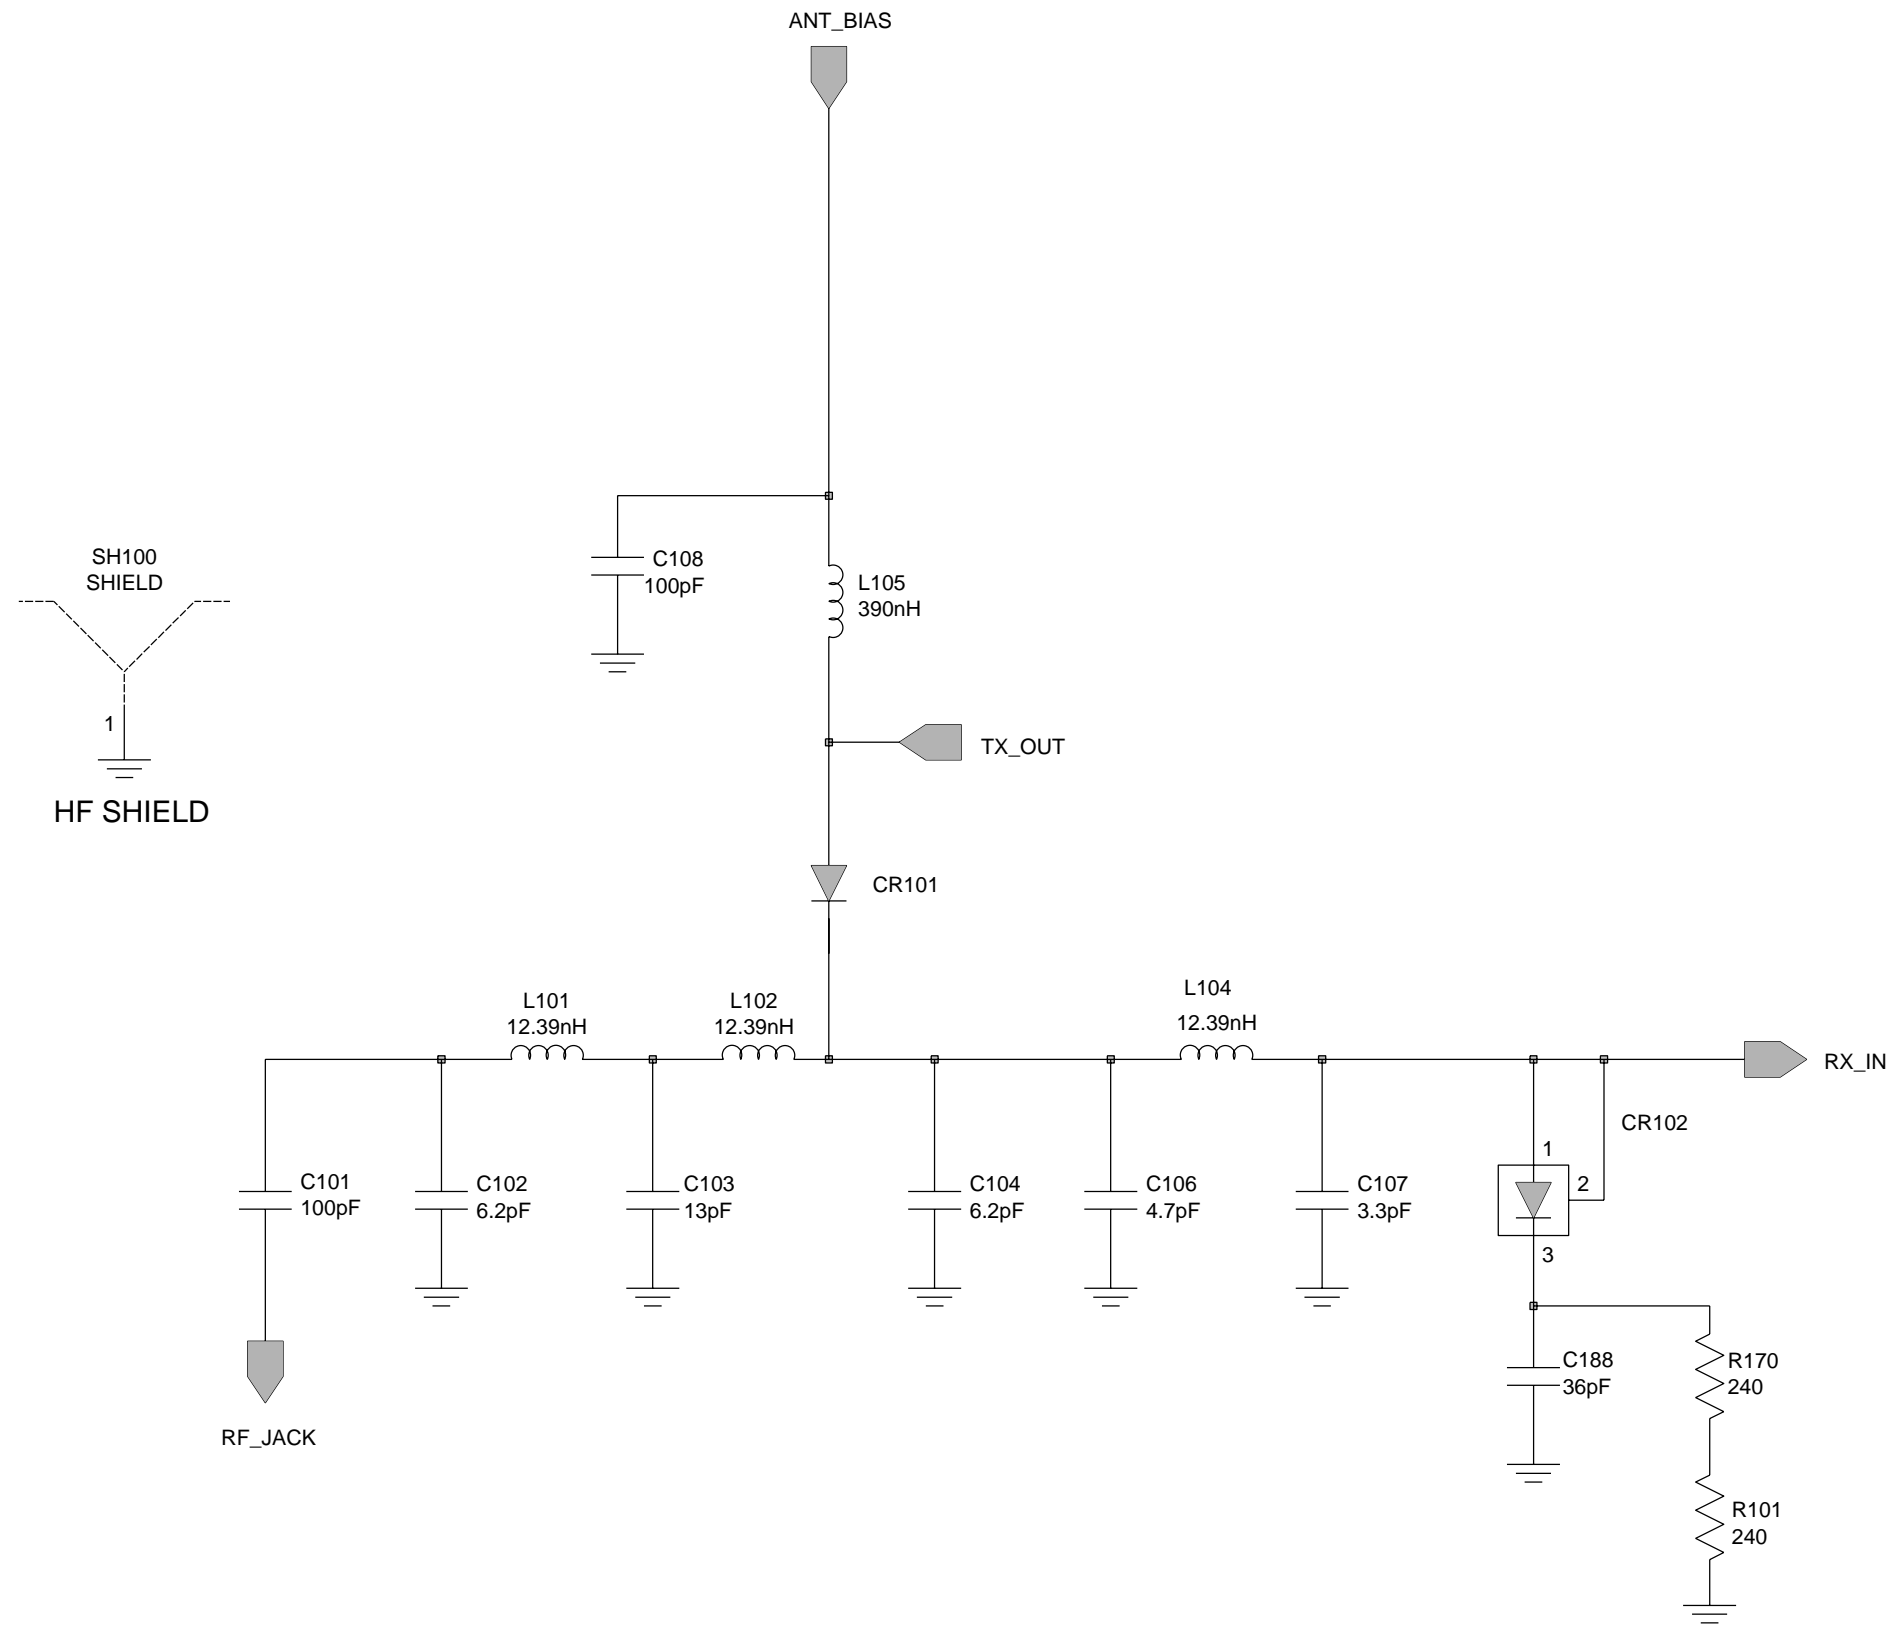 ANT_BIAS
SH100
SHIELD
1
HF SHIELD
C108
100pF
L105
390nH
TX_OUT
CR101
L101
12.39nH
L102
12.39nH
L104
12.39nH
RX_IN
CR102
1
2
3
C101
100pF
C102
6.2pF
C103
13pF
C104
6.2pF
C106
4.7pF
C107
3.3pF
C188
36pF
R170
240
RF_JACK
R101
240